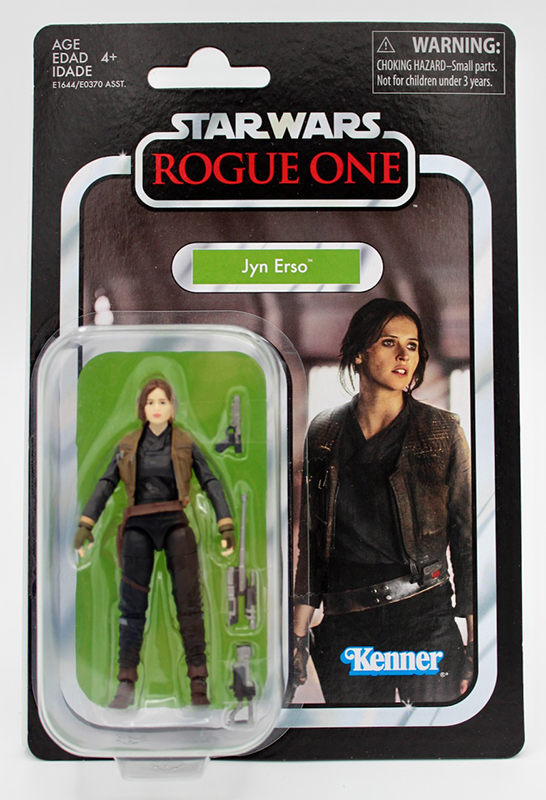 AGE
EDAD 4+
IDADE
E1644/E0370 ASST.
WARNING:
CHOKING HAZARD–Small parts.
Not for children under 3 years.
STAR WARS
ROGUE ONE
Jyn Erso™
Kenner®